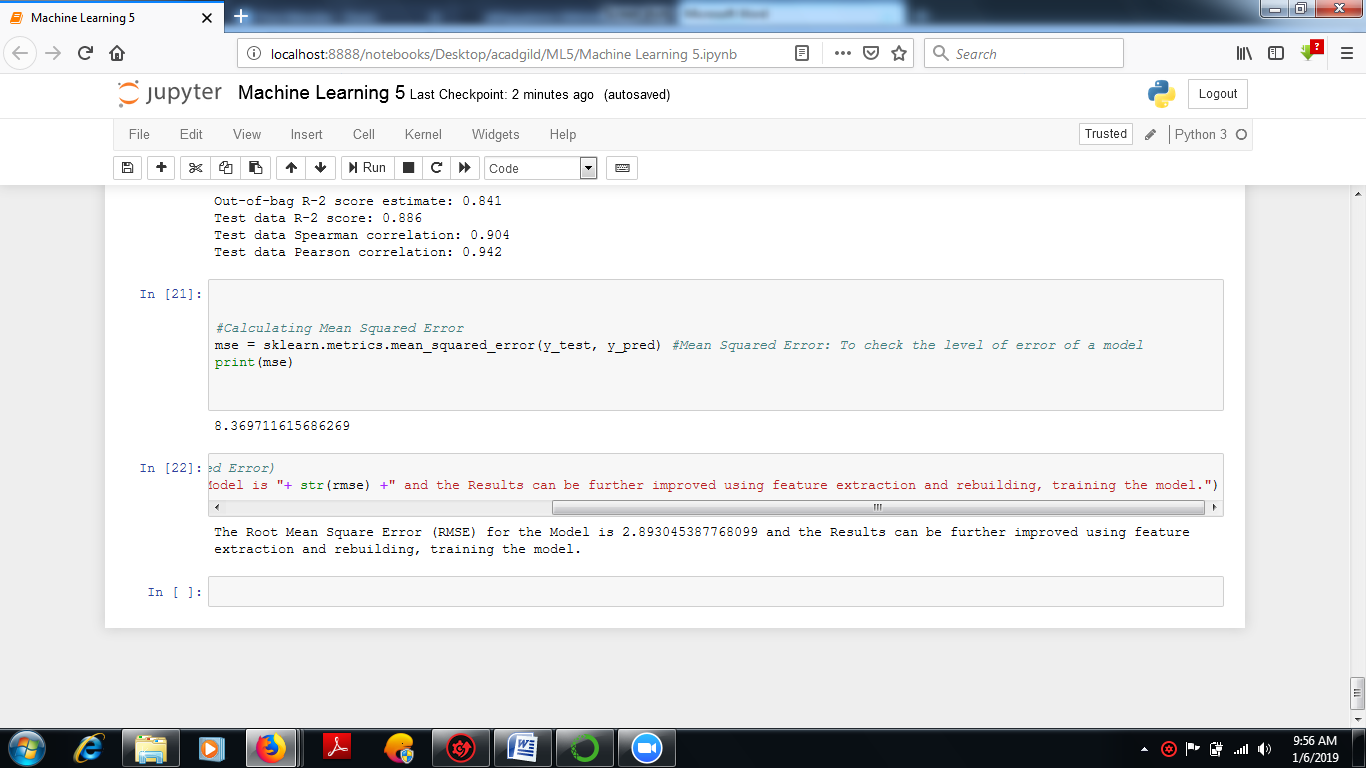 Machine Learning 5
Microsoft Word
localhost:8888/notebooks/Desktop/acadgild/ML5/Machine Learning 5.ipynb
Search
?
jupyter Machine Learning 5 Last Checkpoint: 2 minutes ago (autosaved)
Logout
File Edit View Insert Cell Kernel Widgets Help
Trusted Python 3
Run Code
Out-of-bag R-2 score estimate: 0.841
Test data R-2 score: 0.886
Test data Spearman correlation: 0.904
Test data Pearson correlation: 0.942
In [21]:
#Calculating Mean Squared Error
mse = sklearn.metrics.mean_squared_error(y_test, y_pred) #Mean Squared Error: To check the level of error of a model
print(mse)
8.369711615686269
In [22]: ed Error)
Model is "+ str(rmse) +" and the Results can be further improved using feature extraction and rebuilding, training the model.")
The Root Mean Square Error (RMSE) for the Model is 2.893045387768099 and the Results can be further improved using feature
extraction and rebuilding, training the model.
In [ ]:
9:56 AM
1/6/2019